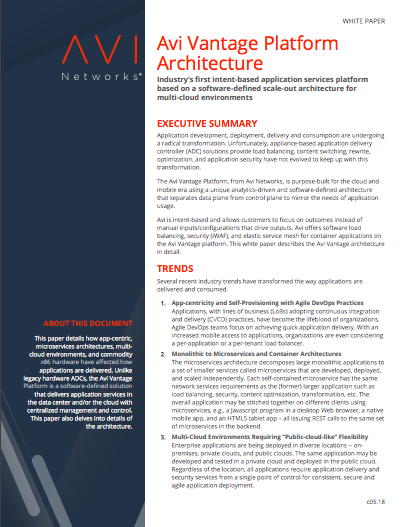 WHITE PAPER
AVI
Networks®
Avi Vantage Platform
Architecture
Industry's first intent-based application services platform
based on a software-defined scale-out architecture for
multi-cloud environments
EXECUTIVE SUMMARY
Application development, deployment, delivery and consumption are undergoing
a radical transformation. Unfortunately, appliance-based application delivery
controller (ADC) solutions provide load balancing, content switching, rewrite,
optimization, and application security have not evolved to keep up with this
transformation.
The Avi Vantage Platform, from Avi Networks, is purpose-built for the cloud and
mobile era using a unique analytics-driven and software-defined architecture
that separates data plane from control plane to mirror the needs of application
usage.
Avi is intent-based and allows customers to focus on outcomes instead of
manual inputs/configurations that drive outputs. Avi offers software load
balancing, security (iWAF), and elastic service mesh for container applications on
the Avi Vantage platform. This white paper describes the Avi Vantage architecture
in detail.
TRENDS
Several recent industry trends have transformed the way applications are
delivered and consumed.
1. App-centricity and Self-Provisioning with Agile DevOps Practices
Applications, with lines of business (LoBs) adopting continuous integration
and delivery (CI/CD) practices, have become the lifeblood of organizations.
Agile DevOps teams focus on achieving quick application delivery. With an
increased mobile access to applications, organizations are even considering
a per-application or a per-tenant load balancer.
2. Monolithic to Microservices and Container Architectures
The microservices architecture decomposes large monolithic applications to
a set of smaller services called microservices that are developed, deployed,
and scaled independently. Each self-contained microservice has the same
network services requirements as the (former) larger application such as
load balancing, security, content optimization, transformation, etc. The
overall application may be stitched together on different clients using
microservices, e.g., a Javascript program in a desktop Web browser, a native
mobile app, and an HTML5 tablet app – all issuing REST calls to the same set
of microservices in the backend.
3. Multi-Cloud Environments Requiring "Public-cloud-like" Flexibility
Enterprise applications are being deployed in diverse locations -- on-
premises, private clouds, and public clouds. The same application may be
developed and tested in a private cloud and deployed in the public cloud.
Regardless of the location, all applications require application delivery and
security services from a single point of control for consistent, secure and
agile application deployment.
ABOUT THIS DOCUMENT
This paper details how app-centric,
microservices architectures, multi-
cloud environments, and commodity
x86 hardware have affected how
applications are delivered. Unlike
legacy hardware ADCs, the Avi Vantage
Platform is a software-defined solution
that delivers application services in
the data center and/or the cloud with
centralized management and control.
This paper also delves into details of
the architecture.
c05.18